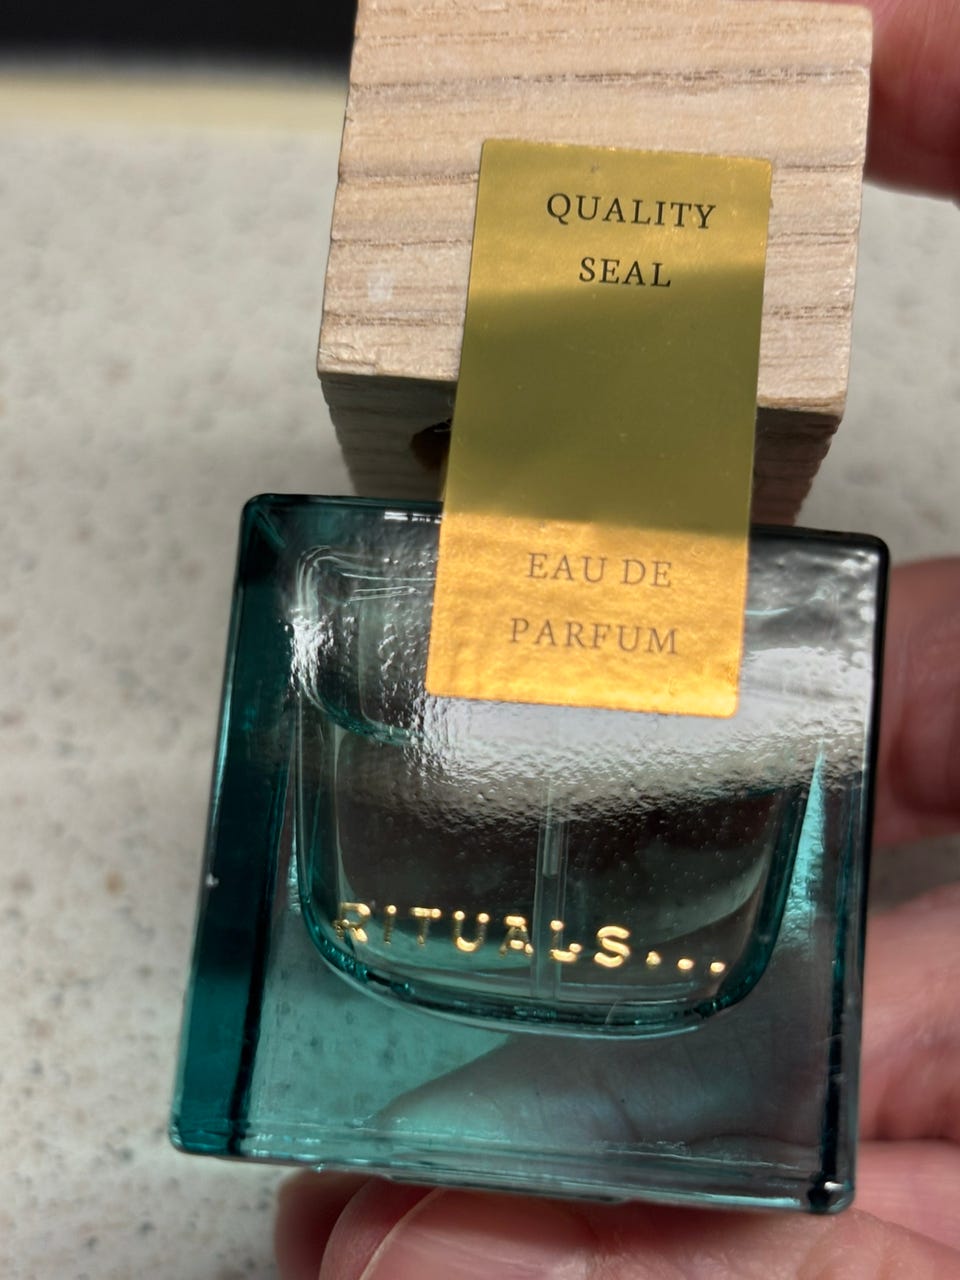 QUALITY
SEAL
EAU DE
PARFUM
RITUALS...